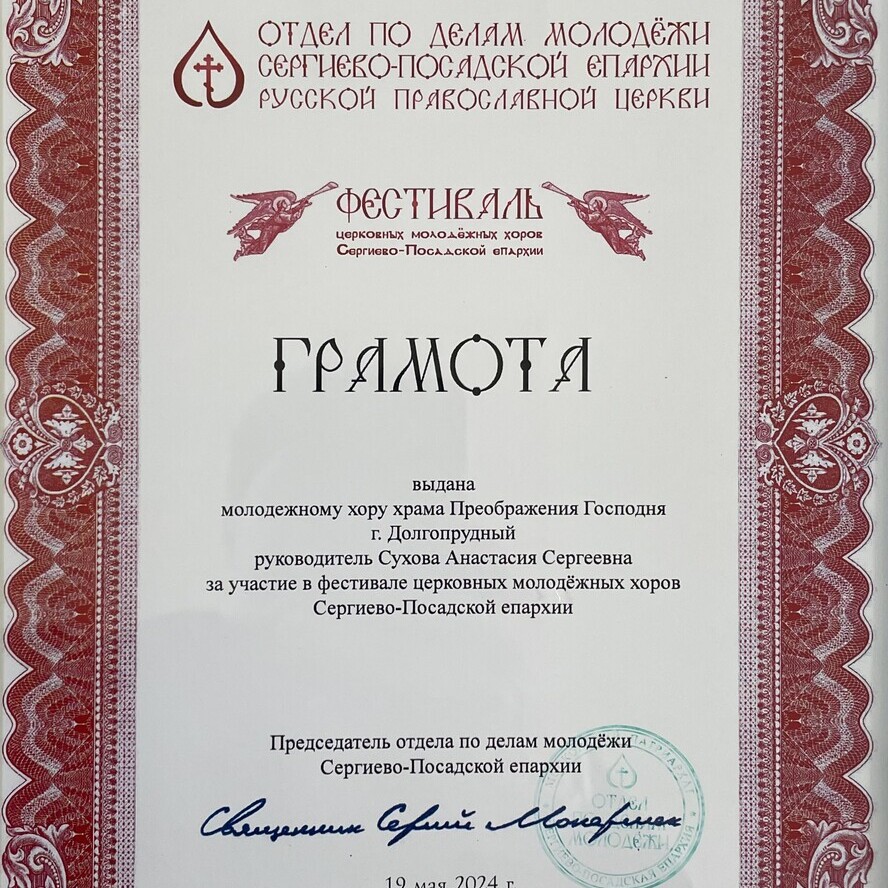 ОТДЕЛ ПО ДЕЛАМ МОЛОДЁЖИ
СЕРГИЕВО-ПОСАДСКОЙ ЕПАРХИИ
РУССКОЙ ПРАВОСЛАВНОЙ ЦЕРКВИ
ФЕСТИВАЛЬ
церковных молодёжных хоров
Сергиево-Посадской епархии
ГРАМОТА
выдана
молодежному хору храма Преображения Господня
г. Долгопрудный
руководитель Сухова Анастасия Сергеевна
за участие в фестивале церковных молодёжных хоров
Сергиево-Посадской епархии
Председатель отдела по делам молодёжи
Сергиево-Посадской епархии
Священник Сергий
ОТДЕЛ
МОЛОДЁЖИ
19 мая 2024 г.